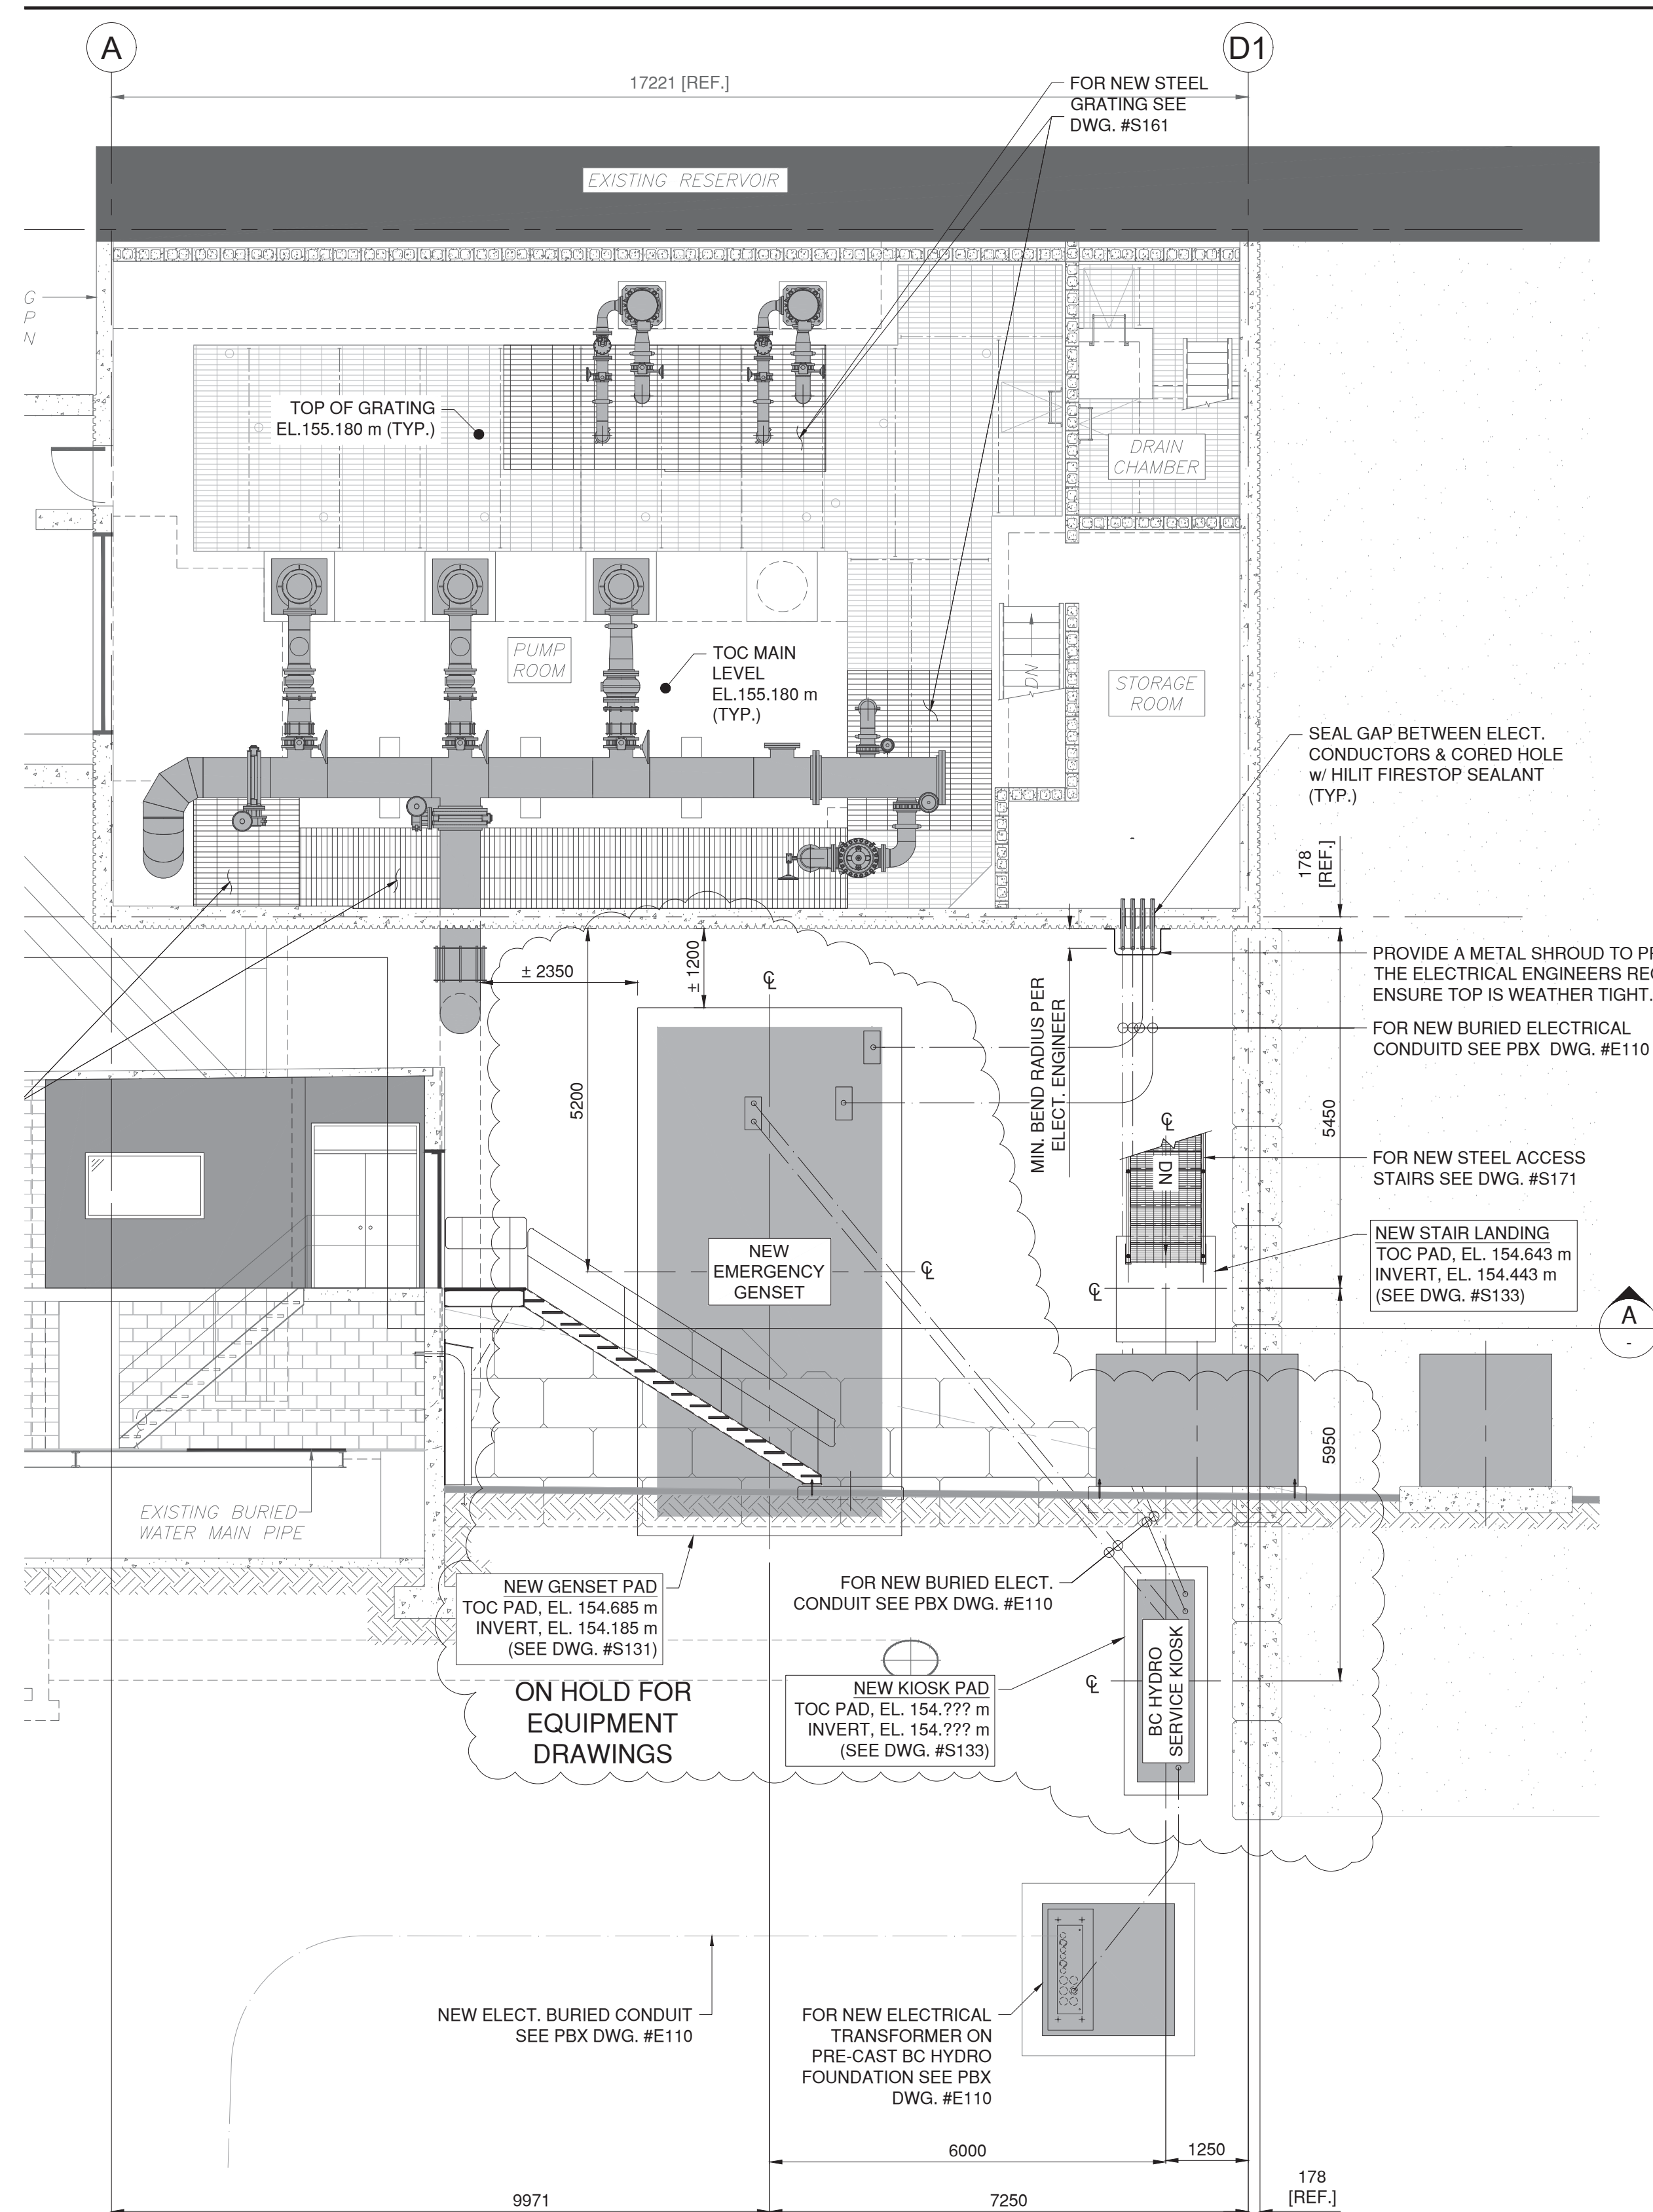 A
D1
17221 [REF.]
FOR NEW STEEL
GRATING SEE
DWG. #S161
EXISTING RESERVOIR
G
P
N
TOP OF GRATING
EL.155.180 m (TYP.)
DRAIN
CHAMBER
PUMP
ROOM
TOC MAIN
LEVEL
EL.155.180 m
(TYP.)
DN
STORAGE
ROOM
SEAL GAP BETWEEN ELECT.
CONDUCTORS & CORED HOLE
w/ HILIT FIRESTOP SEALANT
(TYP.)
178
[REF.]
PROVIDE A METAL SHROUD TO PR
THE ELECTRICAL ENGINEERS REC
ENSURE TOP IS WEATHER TIGHT.
± 2350
± 1200
℄
MIN. BEND RADIUS PER
ELECT. ENGINEER
FOR NEW BURIED ELECTRICAL
CONDUITD SEE PBX DWG. #E110
5200
5450
℄
DN
FOR NEW STEEL ACCESS
STAIRS SEE DWG. #S171
NEW
EMERGENCY
GENSET
℄
℄
NEW STAIR LANDING
TOC PAD, EL. 154.643 m
INVERT, EL. 154.443 m
(SEE DWG. #S133)
A
-
5950
EXISTING BURIED
WATER MAIN PIPE
NEW GENSET PAD
TOC PAD, EL. 154.685 m
INVERT, EL. 154.185 m
(SEE DWG. #S131)
FOR NEW BURIED ELECT.
CONDUIT SEE PBX DWG. #E110
ON HOLD FOR
EQUIPMENT
DRAWINGS
NEW KIOSK PAD
TOC PAD, EL. 154.??? m
INVERT, EL. 154.??? m
(SEE DWG. #S133)
℄
BC HYDRO
SERVICE KIOSK
NEW ELECT. BURIED CONDUIT
SEE PBX DWG. #E110
FOR NEW ELECTRICAL
TRANSFORMER ON
PRE-CAST BC HYDRO
FOUNDATION SEE PBX
DWG. #E110
6000
1250
9971
7250
178
[REF.]